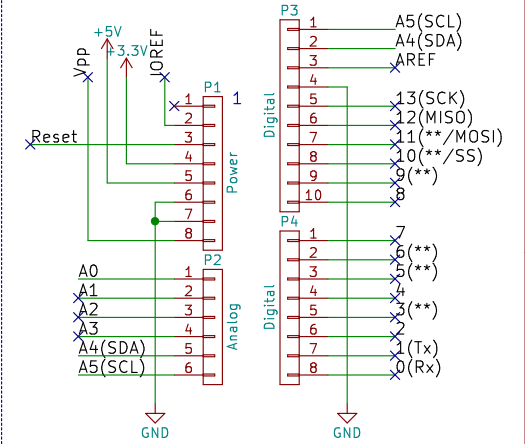 +5V
+3.3V
Vpp
IOREF
P1
1
1
2
Reset
3
4
5
6
7
8
Power
P2
A0
1
A1
2
A2
3
A3
4
A4(SDA)
5
A5(SCL)
6
Analog
GND
P3
1
A5(SCL)
2
A4(SDA)
3
AREF
4
5
13(SCK)
6
12(MISO)
7
11(**/MOSI)
8
10(**/SS)
9
9(**)
10
8
Digital
P4
1
7
2
6(**)
3
5(**)
4
4
5
3(**)
6
2
7
1(Tx)
8
0(Rx)
Digital
GND